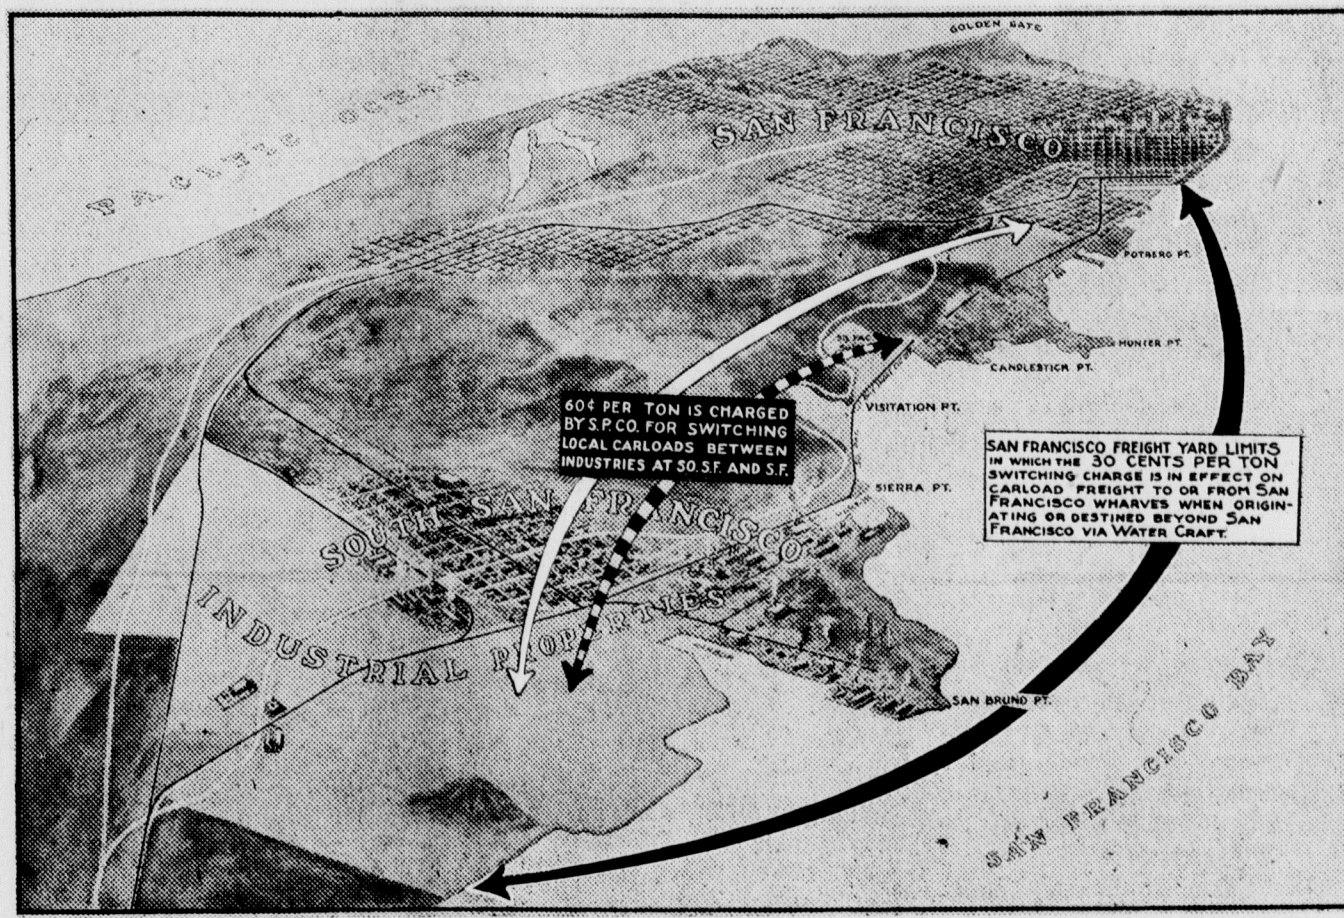 GOLDEN GATE
PACIFIC OCEAN
SAN FRANCISCO
POTRERO PT.
HUNTER PT.
CANDLESTICK PT.
VISITATION PT.
60¢ PER TON IS CHARGED
BY S.P. CO. FOR SWITCHING
LOCAL CARLOADS BETWEEN
INDUSTRIES AT SO. S.F. AND S.F.
SAN FRANCISCO FREIGHT YARD LIMITS
IN WHICH THE 30 CENTS PER TON
SWITCHING CHARGE IS IN EFFECT ON
CARLOAD FREIGHT TO OR FROM SAN
FRANCISCO WHARVES WHEN ORIGIN-
ATING OR DESTINED BEYOND SAN
FRANCISCO VIA WATER CRAFT.
SIERRA PT.
SOUTH SAN FRANCISCO
INDUSTRIAL PROPERTIES
SAN BRUNO PT.
SAN FRANCISCO BAY